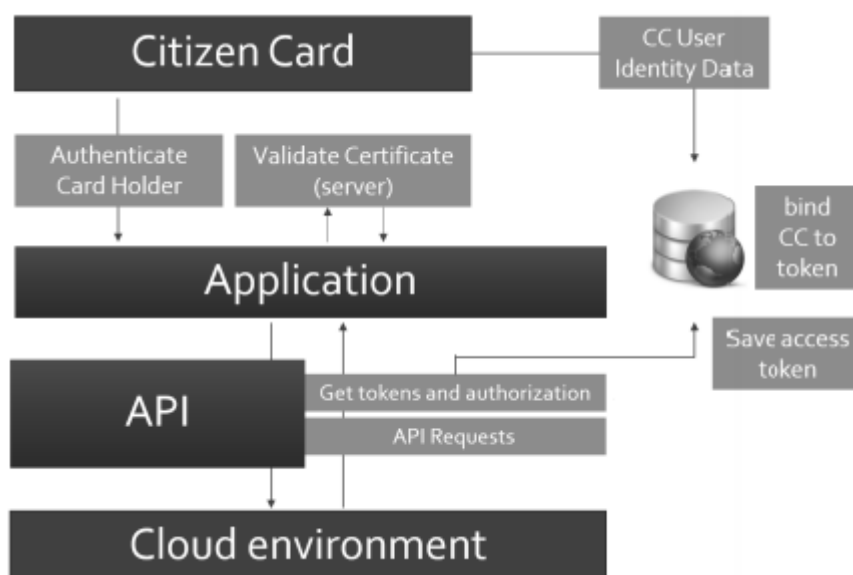 Citizen Card
CC User
Identity Data
Authenticate
Card Holder
Validate Certificate
(server)
bind
CC to
token
Application
Save access
token
API
Get tokens and authorization
API Requests
Cloud environment